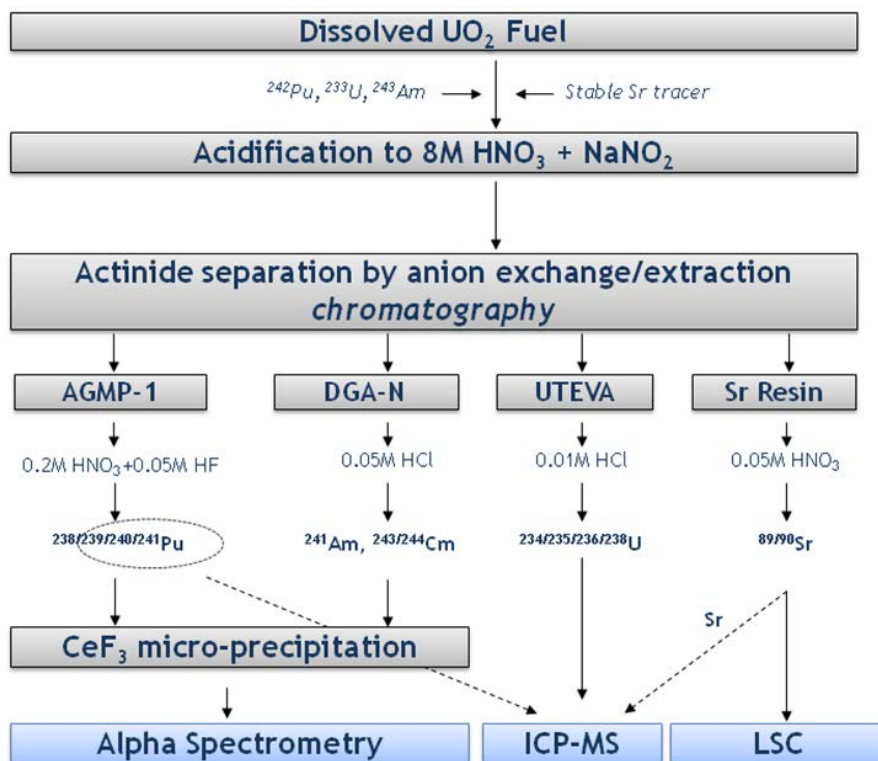 Dissolved UO₂ Fuel
²⁴²Pu, ²³³U, ²⁴³Am
Stable Sr tracer
Acidification to 8M HNO₃ + NaNO₂
Actinide separation by anion exchange/extraction
chromatography
AGMP-1
DGA-N
UTEVA
Sr Resin
0.2M HNO₃+0.05M HF
0.05M HCl
0.01M HCl
0.05M HNO₃
²³⁸/²³⁹/²⁴⁰/²⁴¹Pu
²⁴¹Am, ²⁴³/²⁴⁴Cm
²³⁴/²³⁵/²³⁶/²³⁸U
⁸⁹/⁹⁰Sr
Sr
CeF₃ micro-precipitation
Alpha Spectrometry
ICP-MS
LSC